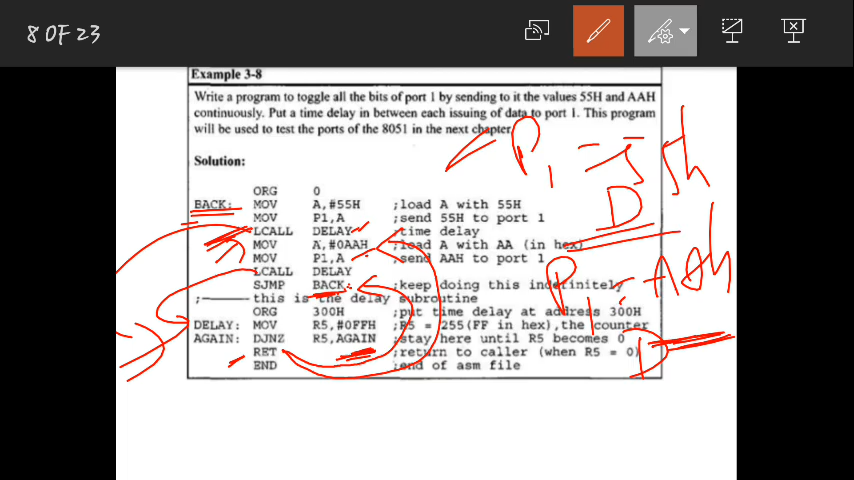 8 OF 23
Example 3-8
Write a program to toggle all the bits of port 1 by sending to it the values 55H and AAH
continuously. Put a time delay in between each issuing of data to port 1. This program
will be used to test the ports of the 8051 in the next chapter.
Solution:
ORG 0
BACK: MOV A,#55H ;load A with 55H
MOV P1,A ;send 55H to port 1
LCALL DELAY ;time delay
MOV A,#0AAH ;load A with AA (in hex)
MOV P1,A ;send AAH to port 1
LCALL DELAY
SJMP BACK ;keep doing this indefinitely
;—— this is the delay subroutine
ORG 300H ;put time delay at address 300H
DELAY: MOV R5,#0FFH ;R5 = 255(FF in hex),the counter
AGAIN: DJNZ R5,AGAIN ;stay here until R5 becomes 0
RET ;return to caller (when R5 = 0)
END ;end of asm file
P1 = 55h
D
P1 = AAh
D